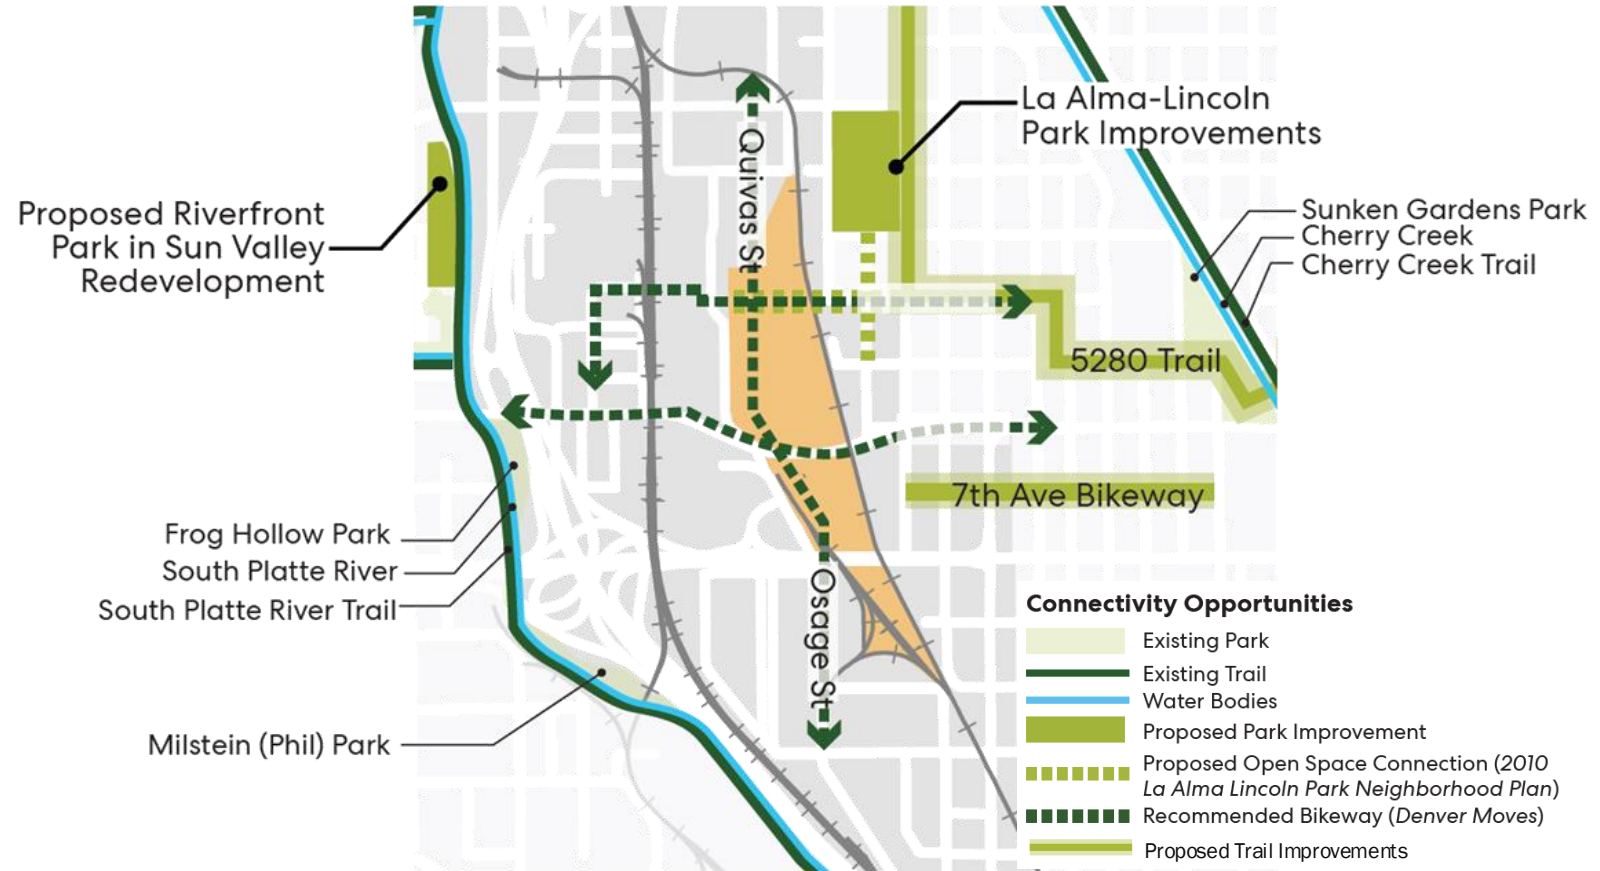 La Alma-Lincoln
Park Improvements
Quivas St
Proposed Riverfront
Park in Sun Valley
Redevelopment
Sunken Gardens Park
Cherry Creek
Cherry Creek Trail
5280 Trail
7th Ave Bikeway
Frog Hollow Park
South Platte River
South Platte River Trail
Osage St
Milstein (Phil) Park
Connectivity Opportunities
Existing Park
Existing Trail
Water Bodies
Proposed Park Improvement
Proposed Open Space Connection (2010
La Alma Lincoln Park Neighborhood Plan)
Recommended Bikeway (Denver Moves)
Proposed Trail Improvements